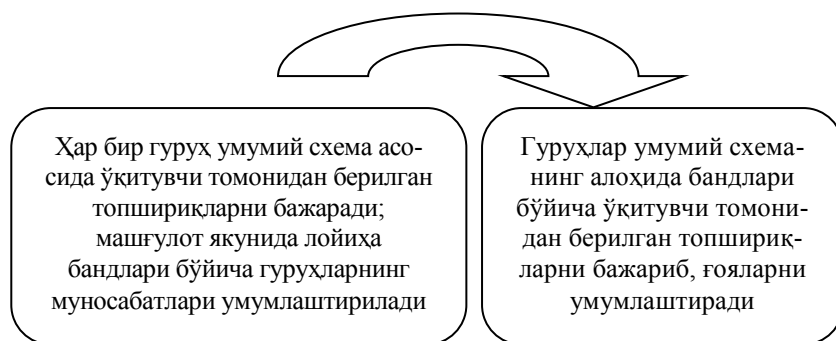 Ҳар бир гуруҳ умумий схема асо-
сида ўқитувчи томонидан берилган
топшириқларни бажаради;
машғулот якунида лойиҳа
бандлари бўйича гуруҳларнинг
муносабатлари умумлаштирилади
Гуруҳлар умумий схема-
нинг алоҳида бандлари
бўйича ўқитувчи томони-
дан берилган топшириқ-
ларни бажариб, ғояларни
умумлаштиради